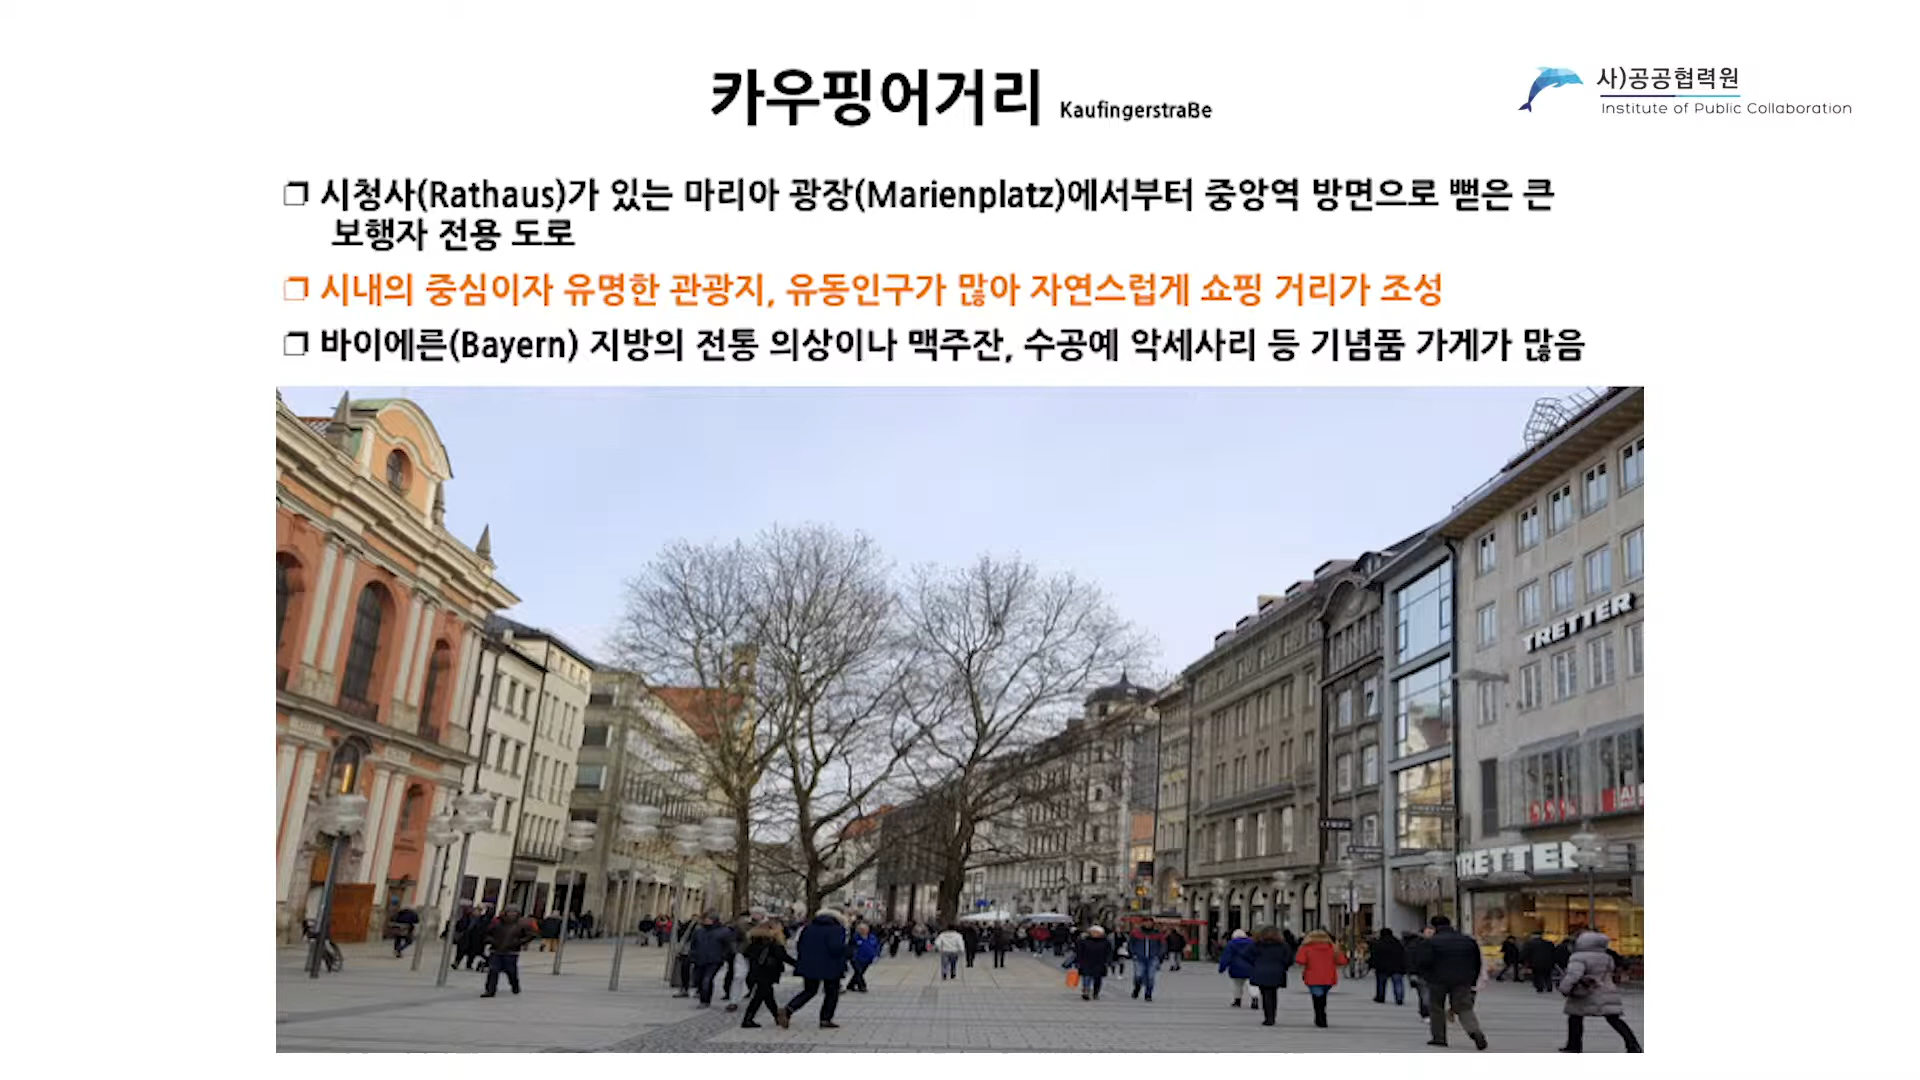 카우핑어거리 KaufingerstraBe
사)공공협력원
Institute of Public Collaboration
❐ 시청사(Rathaus)가 있는 마리아 광장(Marienplatz)에서부터 중앙역 방면으로 뻗은 큰
보행자 전용 도로
❐ 시내의 중심이자 유명한 관광지, 유동인구가 많아 자연스럽게 쇼핑 거리가 조성
❐ 바이에른(Bayern) 지방의 전통 의상이나 맥주잔, 수공예 악세사리 등 기념품 가게가 많음
TRETTER
TRETTER